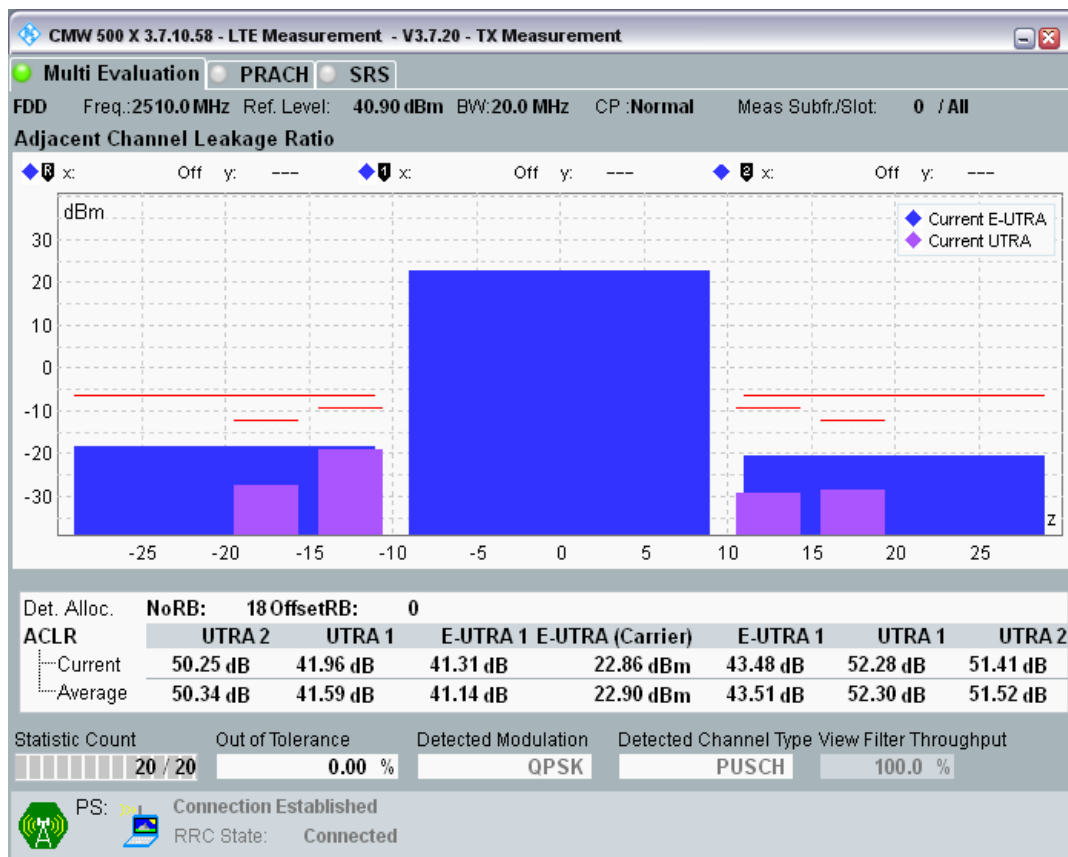 CMW 500 X 3.7.10.58 - LTE Measurement - V3.7.20 - TX Measurement
Multi Evaluation PRACH SRS
FDD Freq.:2510.0 MHz Ref. Level: 40.90 dBm BW:20.0 MHz CP :Normal Meas Subfr./Slot: 0 / All
Adjacent Channel Leakage Ratio
R x: Off y: --- 1 x: Off y: --- 2 x: Off y: ---
dBm
Current E-UTRA
Current UTRA
30
20
10
0
-10
-20
-30
z
-25 -20 -15 -10 -5 0 5 10 15 20 25
Det. Alloc. NoRB: 18 OffsetRB: 0
ACLR UTRA 2 UTRA 1 E-UTRA 1 E-UTRA (Carrier) E-UTRA 1 UTRA 1 UTRA 2
Current 50.25 dB 41.96 dB 41.31 dB 22.86 dBm 43.48 dB 52.28 dB 51.41 dB
Average 50.34 dB 41.59 dB 41.14 dB 22.90 dBm 43.51 dB 52.30 dB 51.52 dB
Statistic Count Out of Tolerance Detected Modulation Detected Channel Type View Filter Throughput
20 / 20 0.00 % QPSK PUSCH 100.0 %
PS: Connection Established
RRC State: Connected